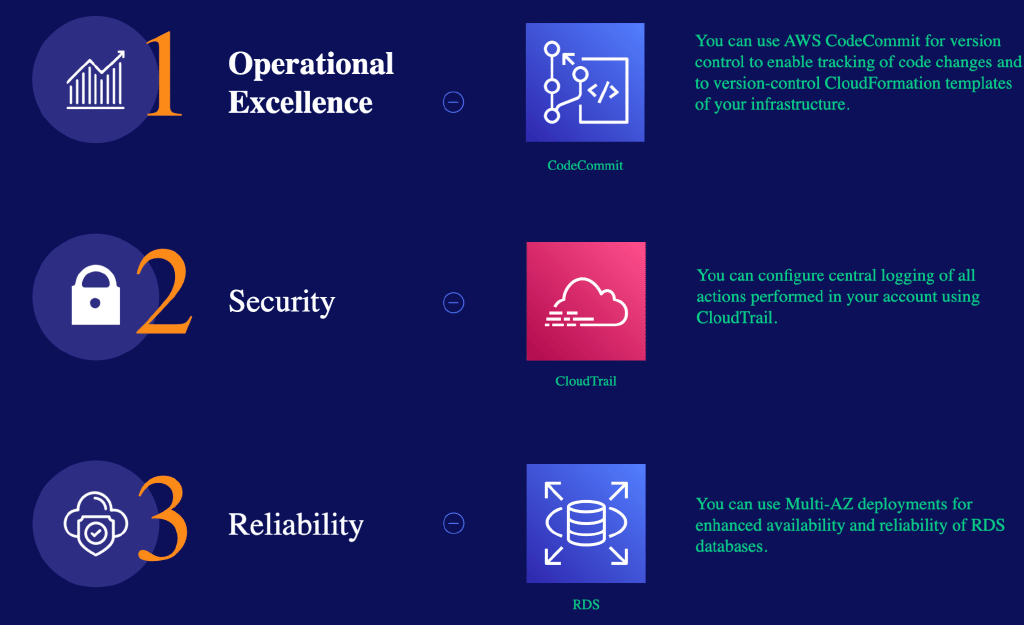 1
Operational
Excellence
</>
CodeCommit
You can use AWS CodeCommit for version
control to enable tracking of code changes and
to version-control CloudFormation templates
of your infrastructure.
2
Security
CloudTrail
You can configure central logging of all
actions performed in your account using
CloudTrail.
3
Reliability
RDS
You can use Multi-AZ deployments for
enhanced availability and reliability of RDS
databases.